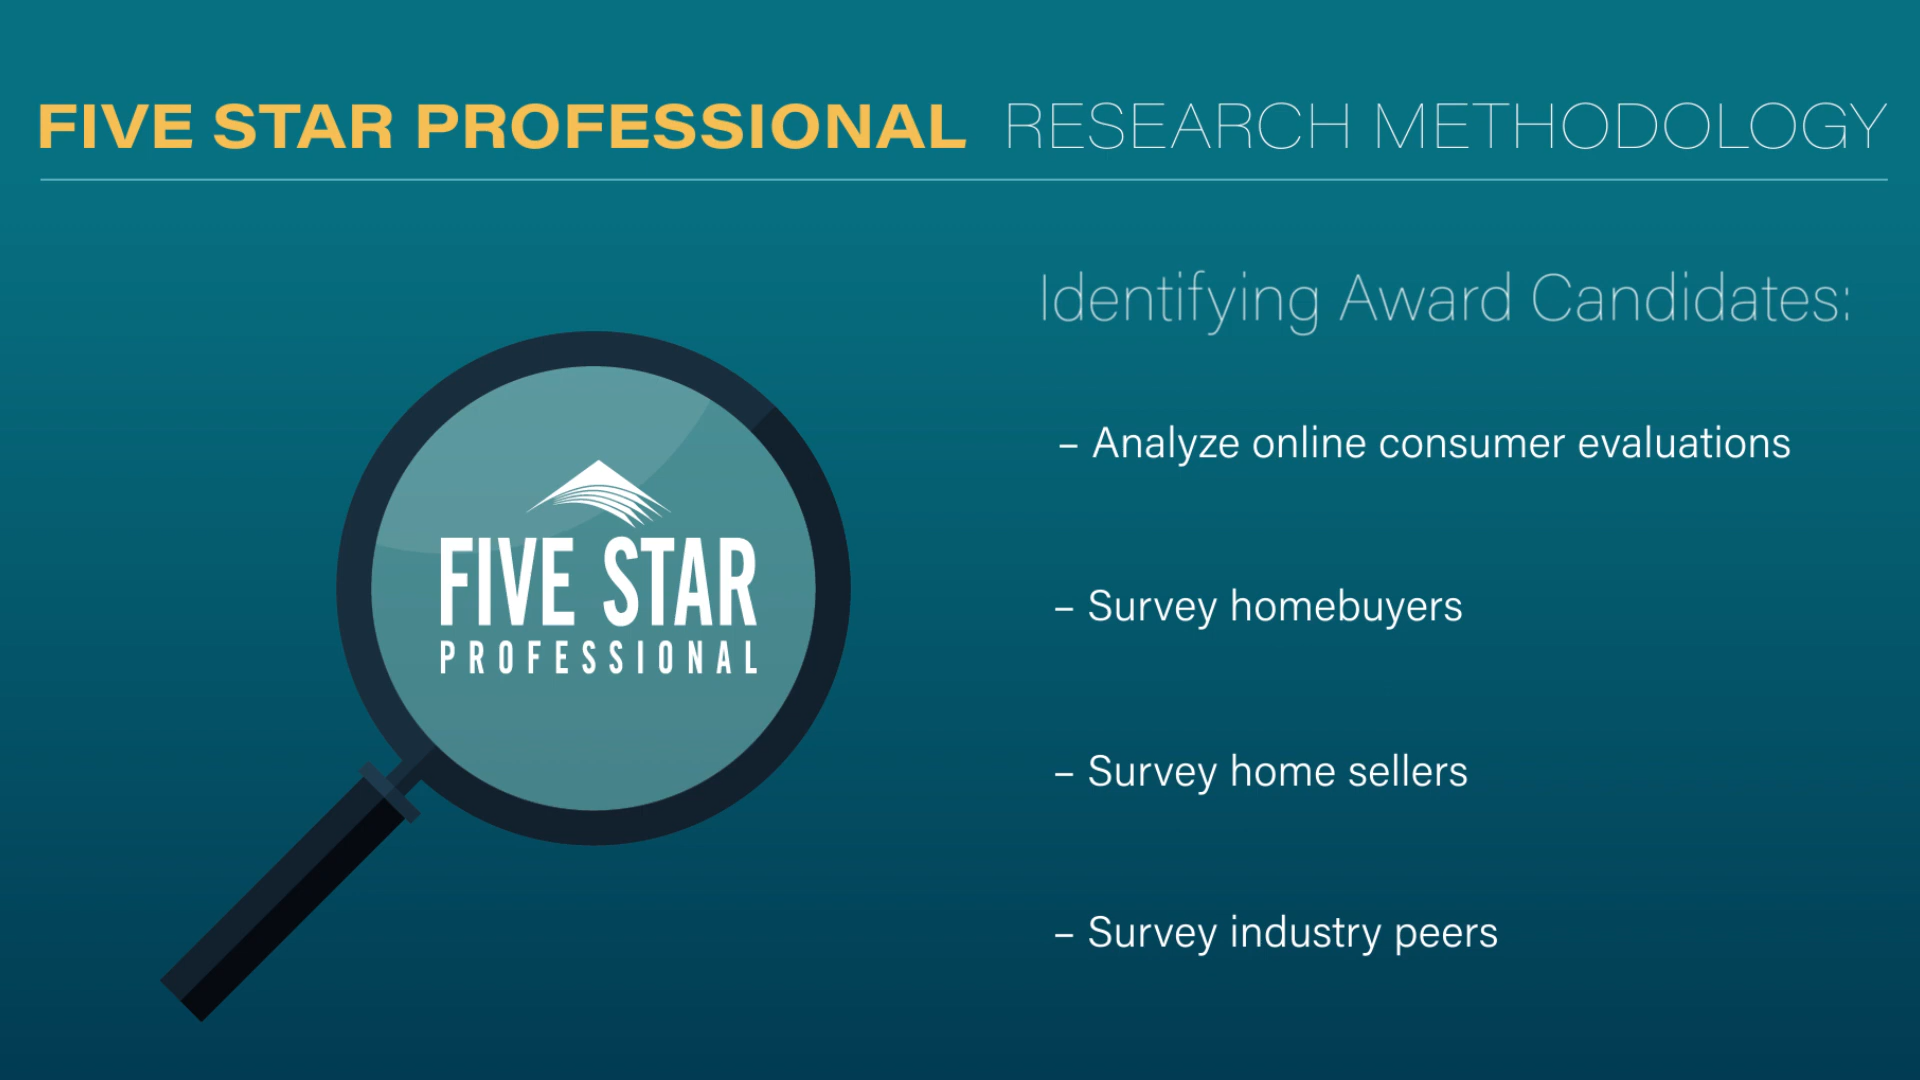 FIVE STAR PROFESSIONAL RESEARCH METHODOLOGY
Identifying Award Candidates:
– Analyze online consumer evaluations
– Survey homebuyers
– Survey home sellers
– Survey industry peers
FIVE STAR
PROFESSIONAL